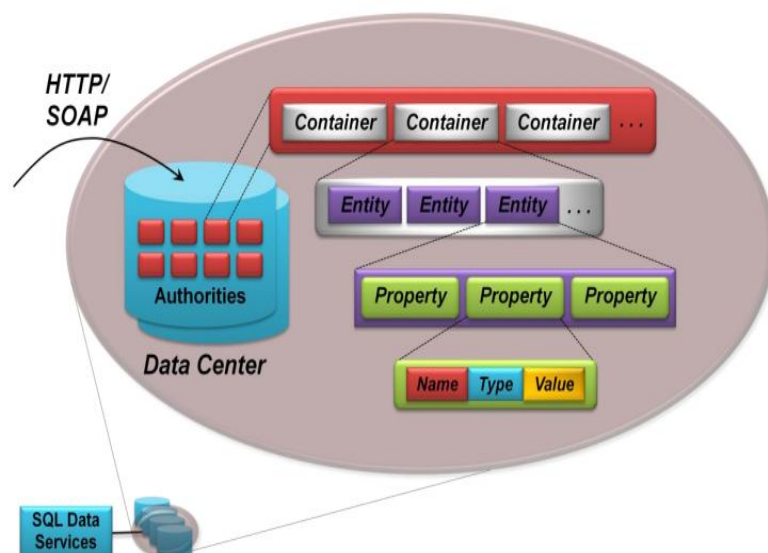 HTTP/
SOAP
Container Container Container ...
Entity Entity Entity ...
Authorities
Property Property Property
Data Center
Name Type Value
SQL Data
Services